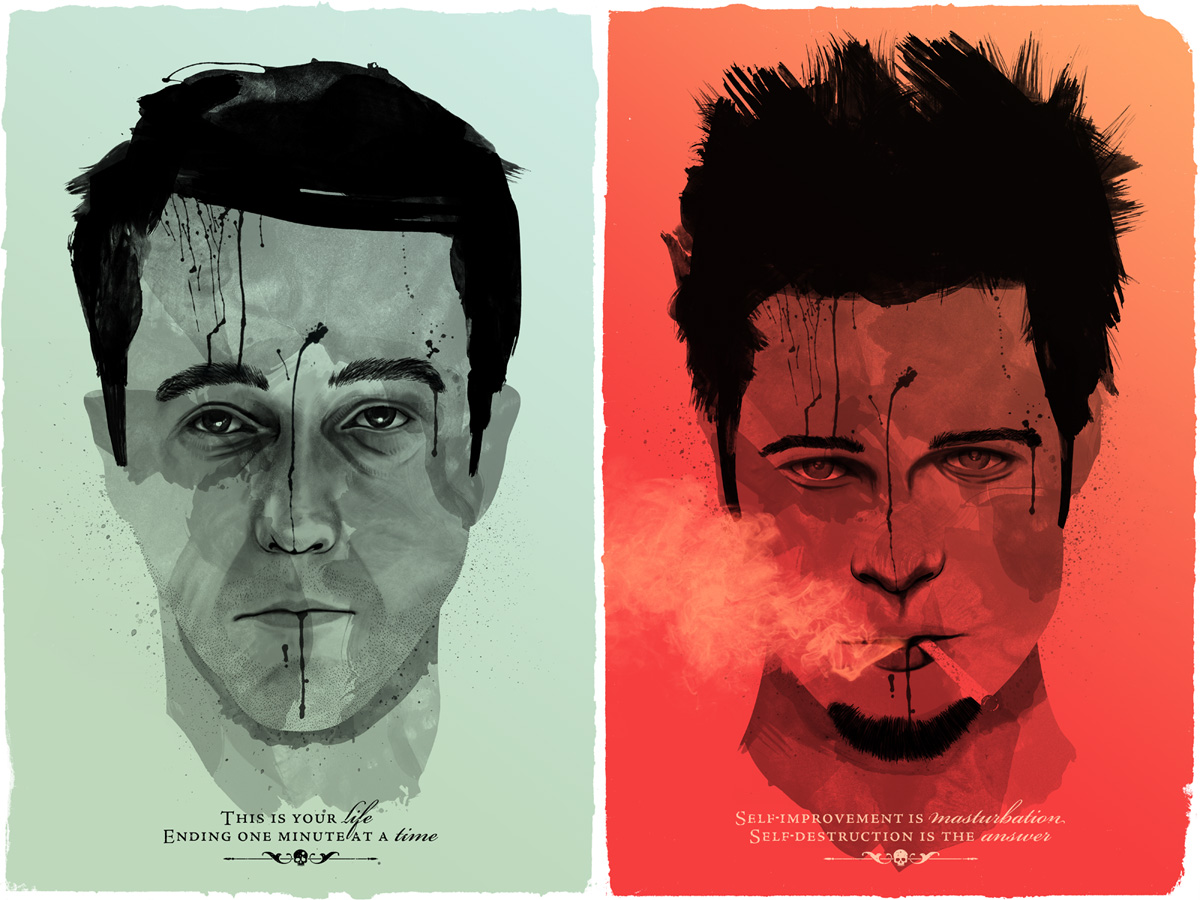 This is your life
Ending one minute at a time
Self-improvement is masturbation.
Self-destruction is the answer